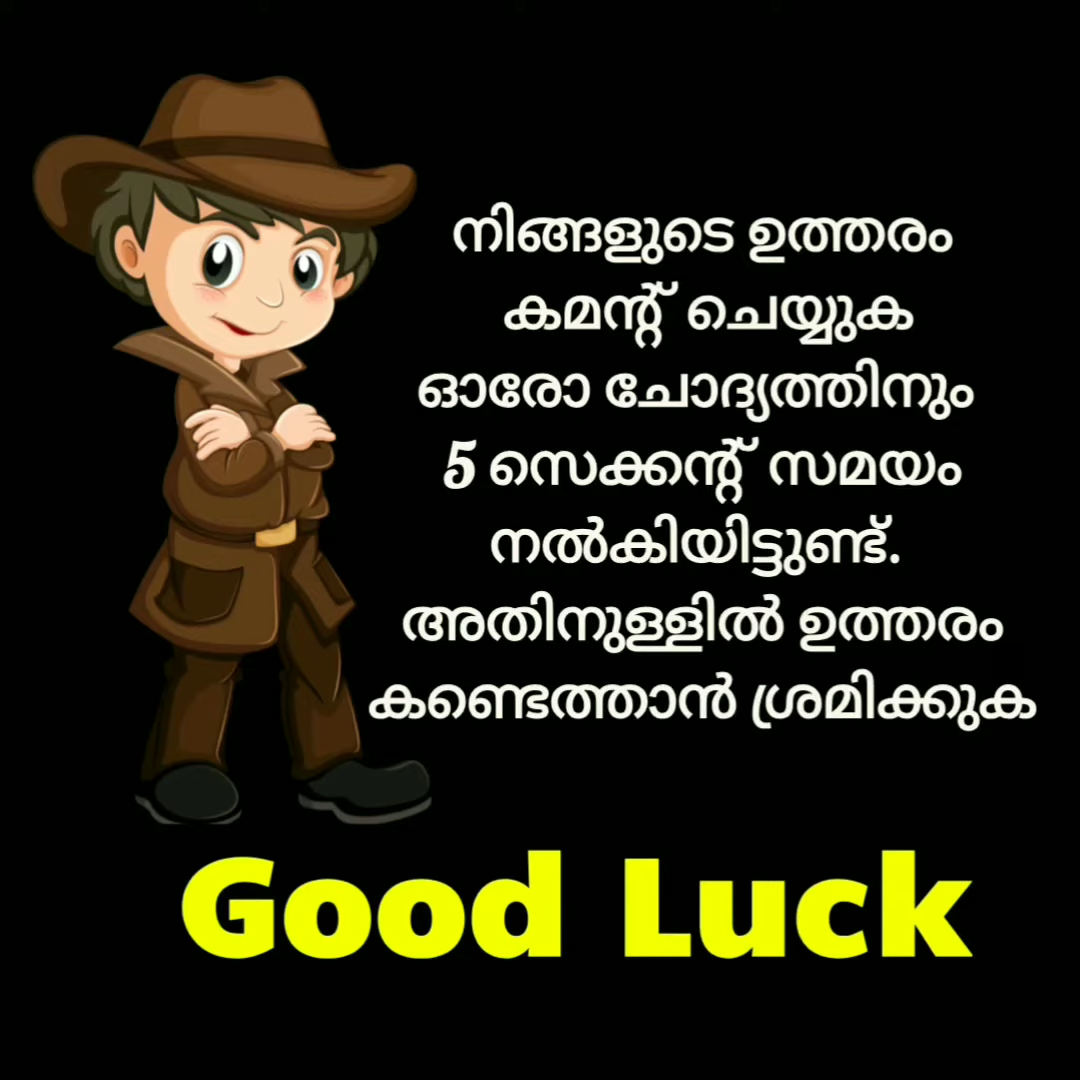 നിങ്ങളുടെ ഉത്തരം
കമന്റ് ചെയ്യുക
ഓരോ ചോദ്യത്തിനും
5 സെക്കന്റ് സമയം
നൽകിയിട്ടുണ്ട്.
അതിനുള്ളിൽ ഉത്തരം
കണ്ടെത്താൻ ശ്രമിക്കുക
Good Luck